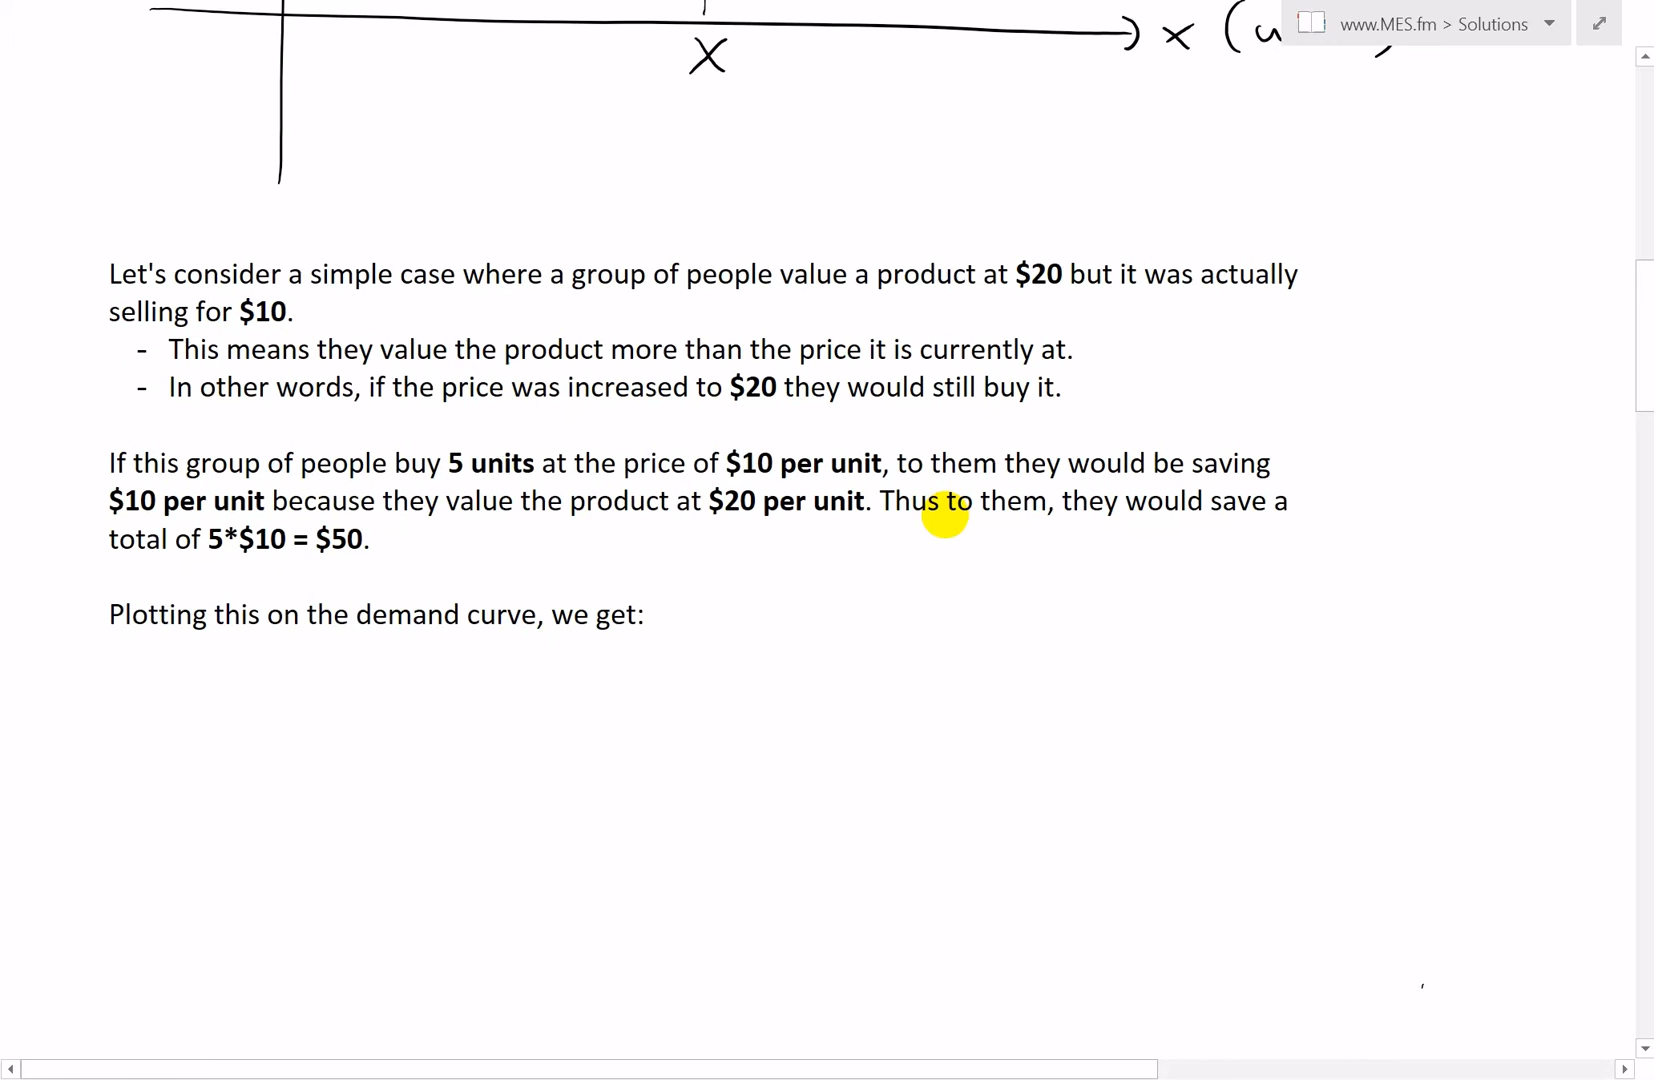 www.MES.fm > Solutions
x (
X
Let's consider a simple case where a group of people value a product at $20 but it was actually
selling for $10.
- This means they value the product more than the price it is currently at.
- In other words, if the price was increased to $20 they would still buy it.
If this group of people buy 5 units at the price of $10 per unit, to them they would be saving
$10 per unit because they value the product at $20 per unit. Thus to them, they would save a
total of 5*$10 = $50.
Plotting this on the demand curve, we get: